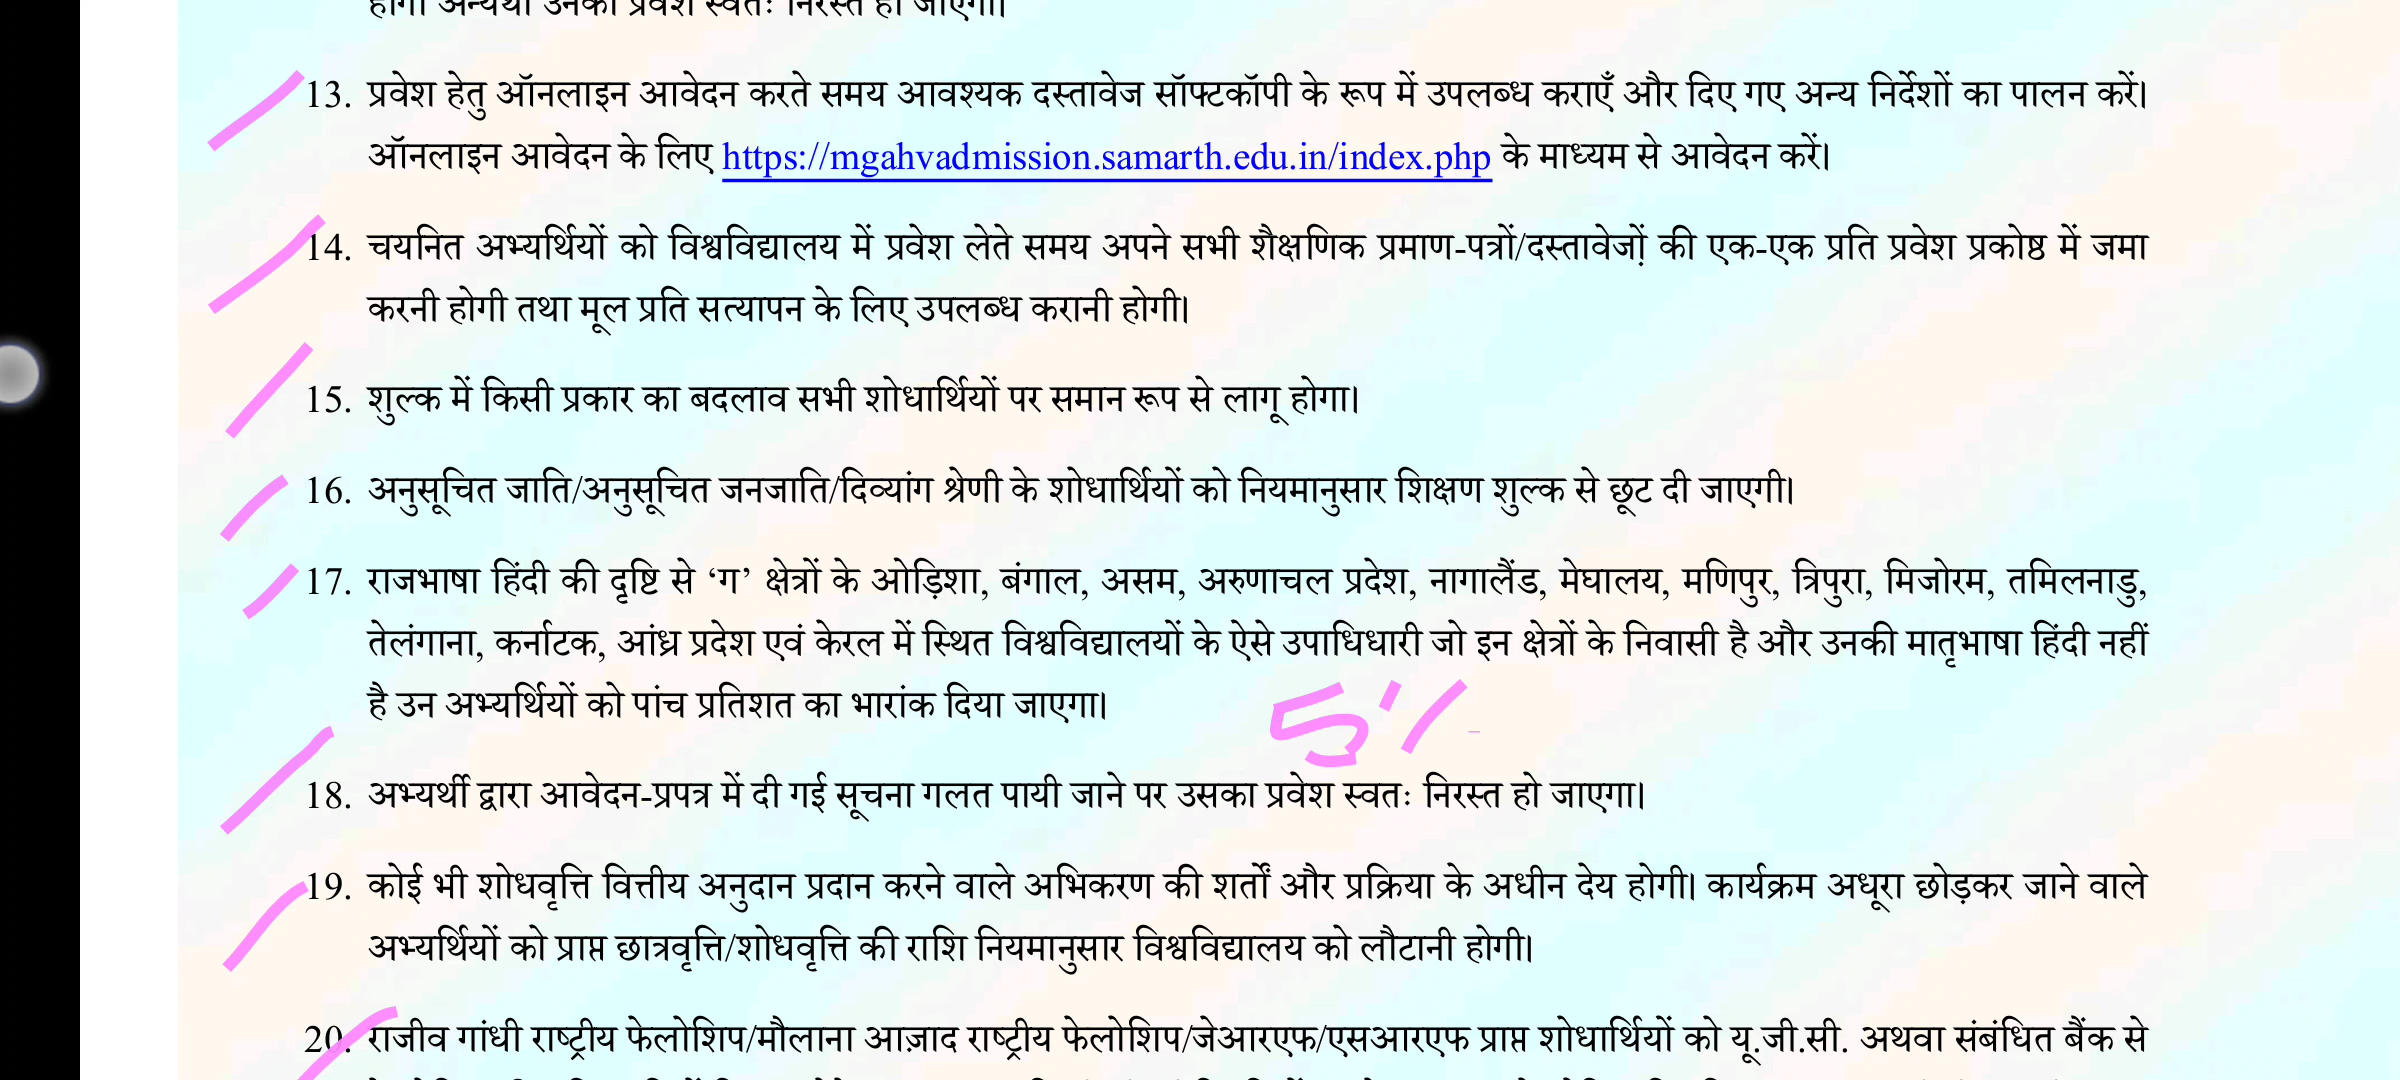 होगी अन्यथा उनका प्रवेश स्वतः निरस्त हो जाएगा।
13. प्रवेश हेतु ऑनलाइन आवेदन करते समय आवश्यक दस्तावेज सॉफ्टकॉपी के रूप में उपलब्ध कराएँ और दिए गए अन्य निर्देशों का पालन करें।
ऑनलाइन आवेदन के लिए https://mgahvadmission.samarth.edu.in/index.php के माध्यम से आवेदन करें।
14. चयनित अभ्यर्थियों को विश्वविद्यालय में प्रवेश लेते समय अपने सभी शैक्षणिक प्रमाण-पत्रों/दस्तावेजों़ की एक-एक प्रति प्रवेश प्रकोष्ठ में जमा
करनी होगी तथा मूल प्रति सत्यापन के लिए उपलब्ध करानी होगी।
15. शुल्क में किसी प्रकार का बदलाव सभी शोधार्थियों पर समान रूप से लागू होगा।
16. अनुसूचित जाति/अनुसूचित जनजाति/दिव्यांग श्रेणी के शोधार्थियों को नियमानुसार शिक्षण शुल्क से छूट दी जाएगी।
17. राजभाषा हिंदी की दृष्टि से ‘ग’ क्षेत्रों के ओड़िशा, बंगाल, असम, अरुणाचल प्रदेश, नागालैंड, मेघालय, मणिपुर, त्रिपुरा, मिजोरम, तमिलनाडु,
तेलंगाना, कर्नाटक, आंध्र प्रदेश एवं केरल में स्थित विश्वविद्यालयों के ऐसे उपाधिधारी जो इन क्षेत्रों के निवासी है और उनकी मातृभाषा हिंदी नहीं
है उन अभ्यर्थियों को पांच प्रतिशत का भारांक दिया जाएगा।
5%
18. अभ्यर्थी द्वारा आवेदन-प्रपत्र में दी गई सूचना गलत पायी जाने पर उसका प्रवेश स्वतः निरस्त हो जाएगा।
19. कोई भी शोधवृत्ति वित्तीय अनुदान प्रदान करने वाले अभिकरण की शर्तों और प्रक्रिया के अधीन देय होगी। कार्यक्रम अधूरा छोड़कर जाने वाले
अभ्यर्थियों को प्राप्त छात्रवृत्ति/शोधवृत्ति की राशि नियमानुसार विश्वविद्यालय को लौटानी होगी।
20. राजीव गांधी राष्ट्रीय फेलोशिप/मौलाना आज़ाद राष्ट्रीय फेलोशिप/जेआरएफ/एसआरएफ प्राप्त शोधार्थियों को यू.जी.सी. अथवा संबंधित बैंक से